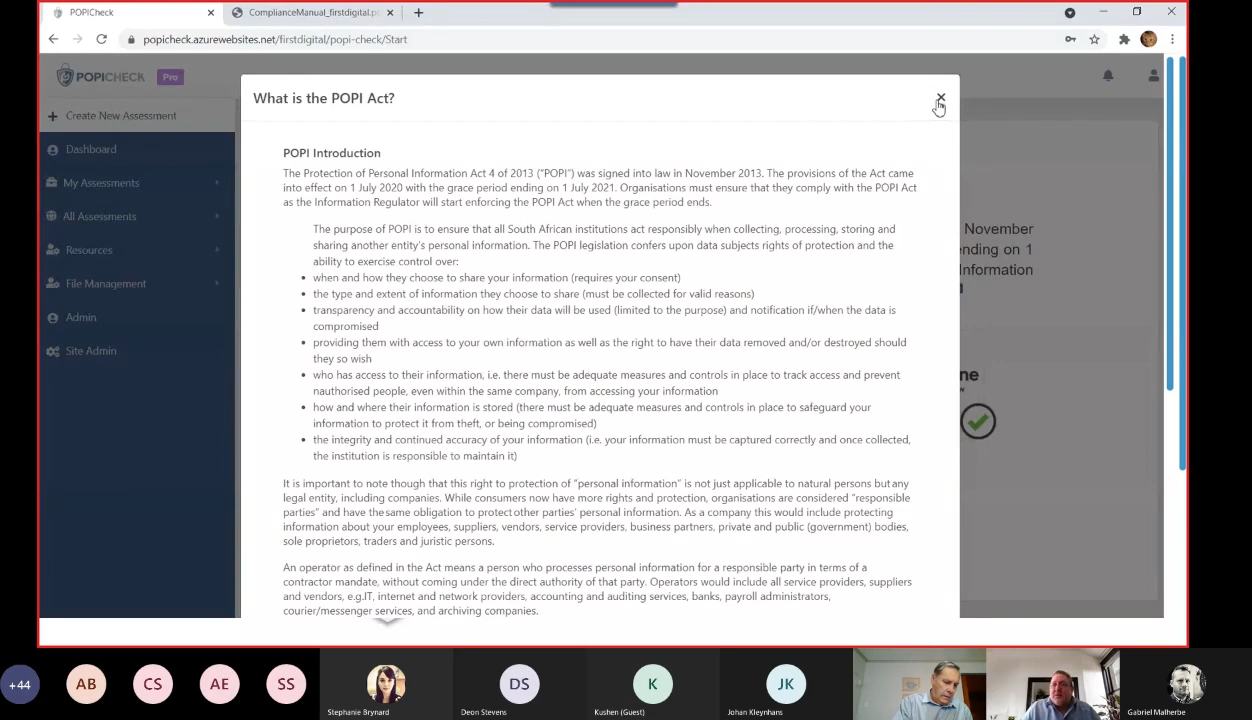 POPICheck
ComplianceManual_firstdigital.p
popicheck.azurewebsites.net/firstdigital/popi-check/Start
POPICHECK Pro
Create New Assessment
Dashboard
My Assessments
All Assessments
Resources
File Management
Admin
Site Admin
What is the POPI Act?
POPI Introduction
The Protection of Personal Information Act 4 of 2013 ("POPI") was signed into law in November 2013. The provisions of the Act came
into effect on 1 July 2020 with the grace period ending on 1 July 2021. Organisations must ensure that they comply with the POPI Act
as the Information Regulator will start enforcing the POPI Act when the grace period ends.
The purpose of POPI is to ensure that all South African institutions act responsibly when collecting, processing, storing and
sharing another entity's personal information. The POPI legislation confers upon data subjects rights of protection and the
ability to exercise control over:
• when and how they choose to share your information (requires your consent)
• the type and extent of information they choose to share (must be collected for valid reasons)
• transparency and accountability on how their data will be used (limited to the purpose) and notification if/when the data is
compromised
• providing them with access to your own information as well as the right to have their data removed and/or destroyed should
they so wish
• who has access to their information, i.e. there must be adequate measures and controls in place to track access and prevent
nauthorised people, even within the same company, from accessing your information
• how and where their information is stored (there must be adequate measures and controls in place to safeguard your
information to protect it from theft, or being compromised)
• the integrity and continued accuracy of your information (i.e. your information must be captured correctly and once collected,
the institution is responsible to maintain it)
It is important to note though that this right to protection of "personal information" is not just applicable to natural persons but any
legal entity, including companies. While consumers now have more rights and protection, organisations are considered "responsible
parties" and have the same obligation to protect other parties' personal information. As a company this would include protecting
information about your employees, suppliers, vendors, service providers, business partners, private and public (government) bodies,
sole proprietors, traders and juristic persons.
An operator as defined in the Act means a person who processes personal information for a responsible party in terms of a
contractor mandate, without coming under the direct authority of that party. Operators would include all service providers, suppliers
and vendors, e.g.IT, internet and network providers, accounting and auditing services, banks, payroll administrators,
courier/messenger services, and archiving companies.
November
ending on 1
Information
ne
+44
AB
CS
AE
SS
Stephanie Brynard
DS
Deon Stevens
K
Kushen (Guest)
JK
Johan Kleynhans
Gabriel Malherbe